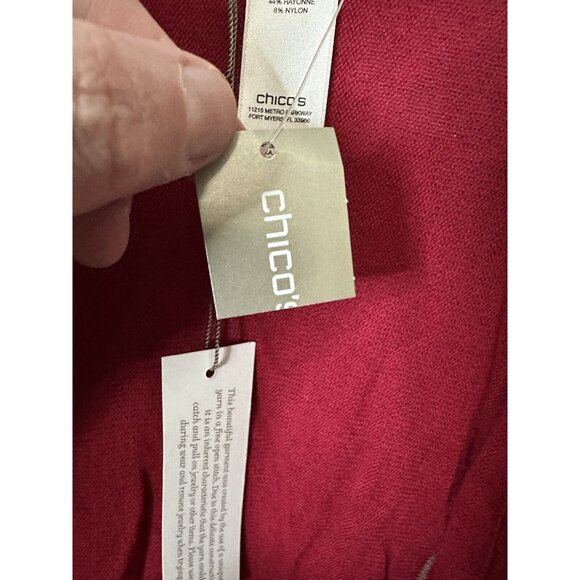 44% RAYONNE
8% NYLON
chico's
11215 METRO PARKWAY
FORT MYERS, FL 33966
chico's
This beautiful garment was created by the use of a unique
yarn in a fine open stitch. Due to this delicate
it is an inherent characteristic that the yarn could
catch and pull on jewelry or other items. Please use
during wear and remove jewelry when